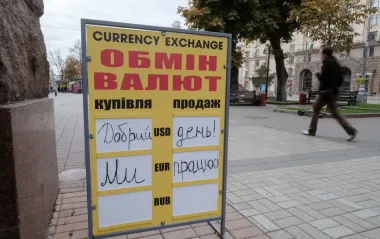 CURRENCY EXCHANGE
ОБМІН
ВАЛЮТ
купівля продаж
Добрий USD день!
Ми EUR працює
RUB